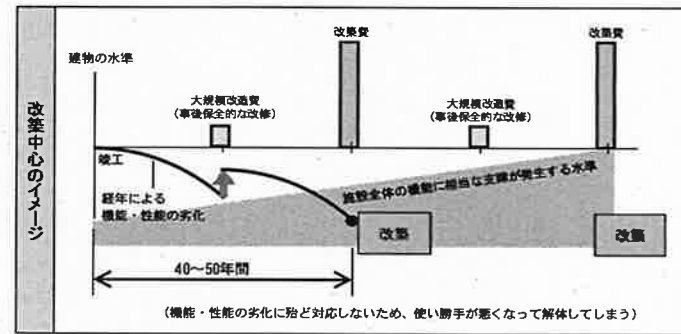 改築中心のイメージ
建物の水準
改築費
改築費
大規模改造費
(事後保全的な改修)
大規模改造費
(事後保全的な改修)
竣工
経年による
機能・性能の劣化
施設全体の機能に相当な支障が発生する水準
改築
改築
40~50年間
(機能・性能の劣化に殆ど対応しないため、使い勝手が悪くなって解体してしまう)